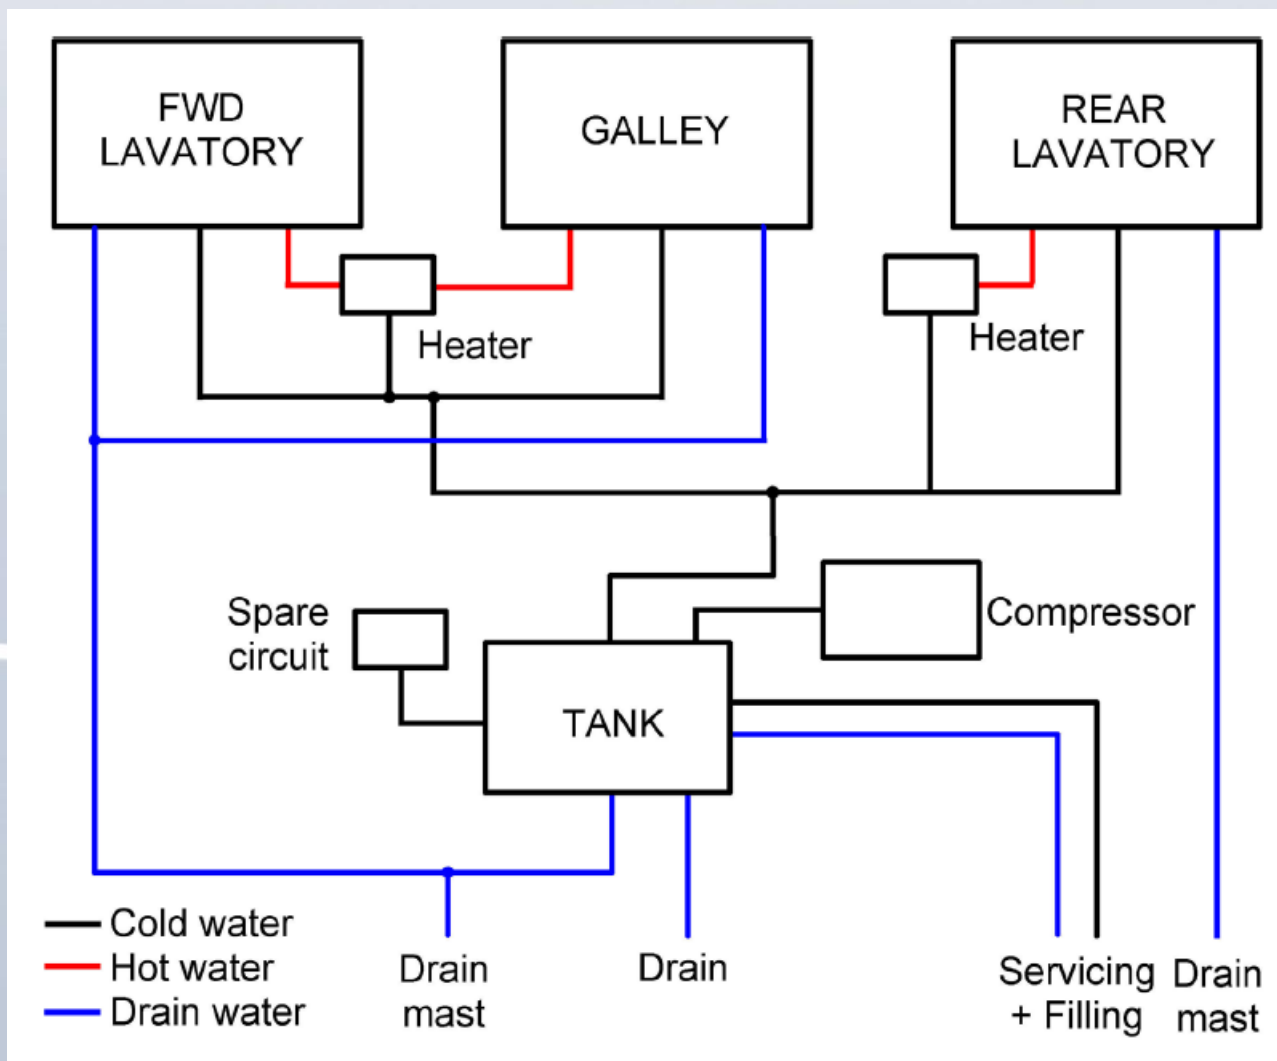 FWD
LAVATORY
GALLEY
REAR
LAVATORY
Heater
Heater
Spare
circuit
Compressor
TANK
Cold water
Hot water
Drain water
Drain
mast
Drain
Servicing
+ Filling
Drain
mast